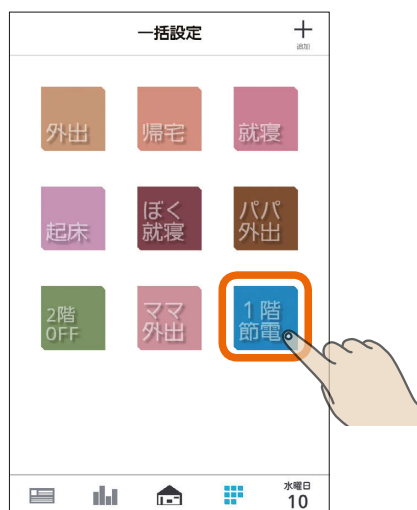 一括設定
追加
外出
帰宅
就寝
起床
ぼく
就寝
パパ
外出
2階
OFF
ママ
外出
1階
節電
水曜日
10